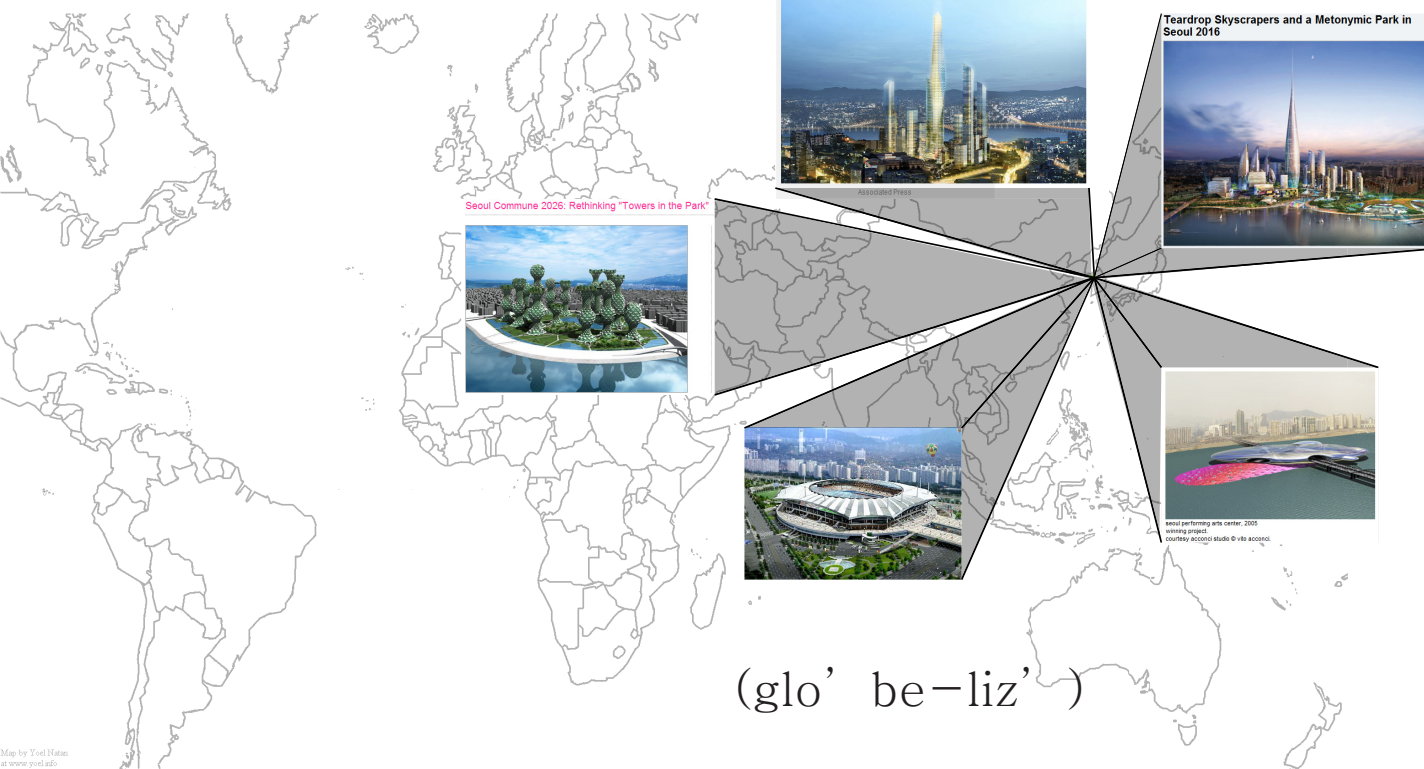 Teardrop Skyscrapers and a Metonymic Park in
Seoul 2016
Associated Press
Seoul Commune 2026: Rethinking "Towers in the Park"
seoul performing arts center, 2005
winning project.
courtesy acconci studio © vito acconci.
(glo’ be-liz’ )
Map by Yoel Natan
at www.yoel.info